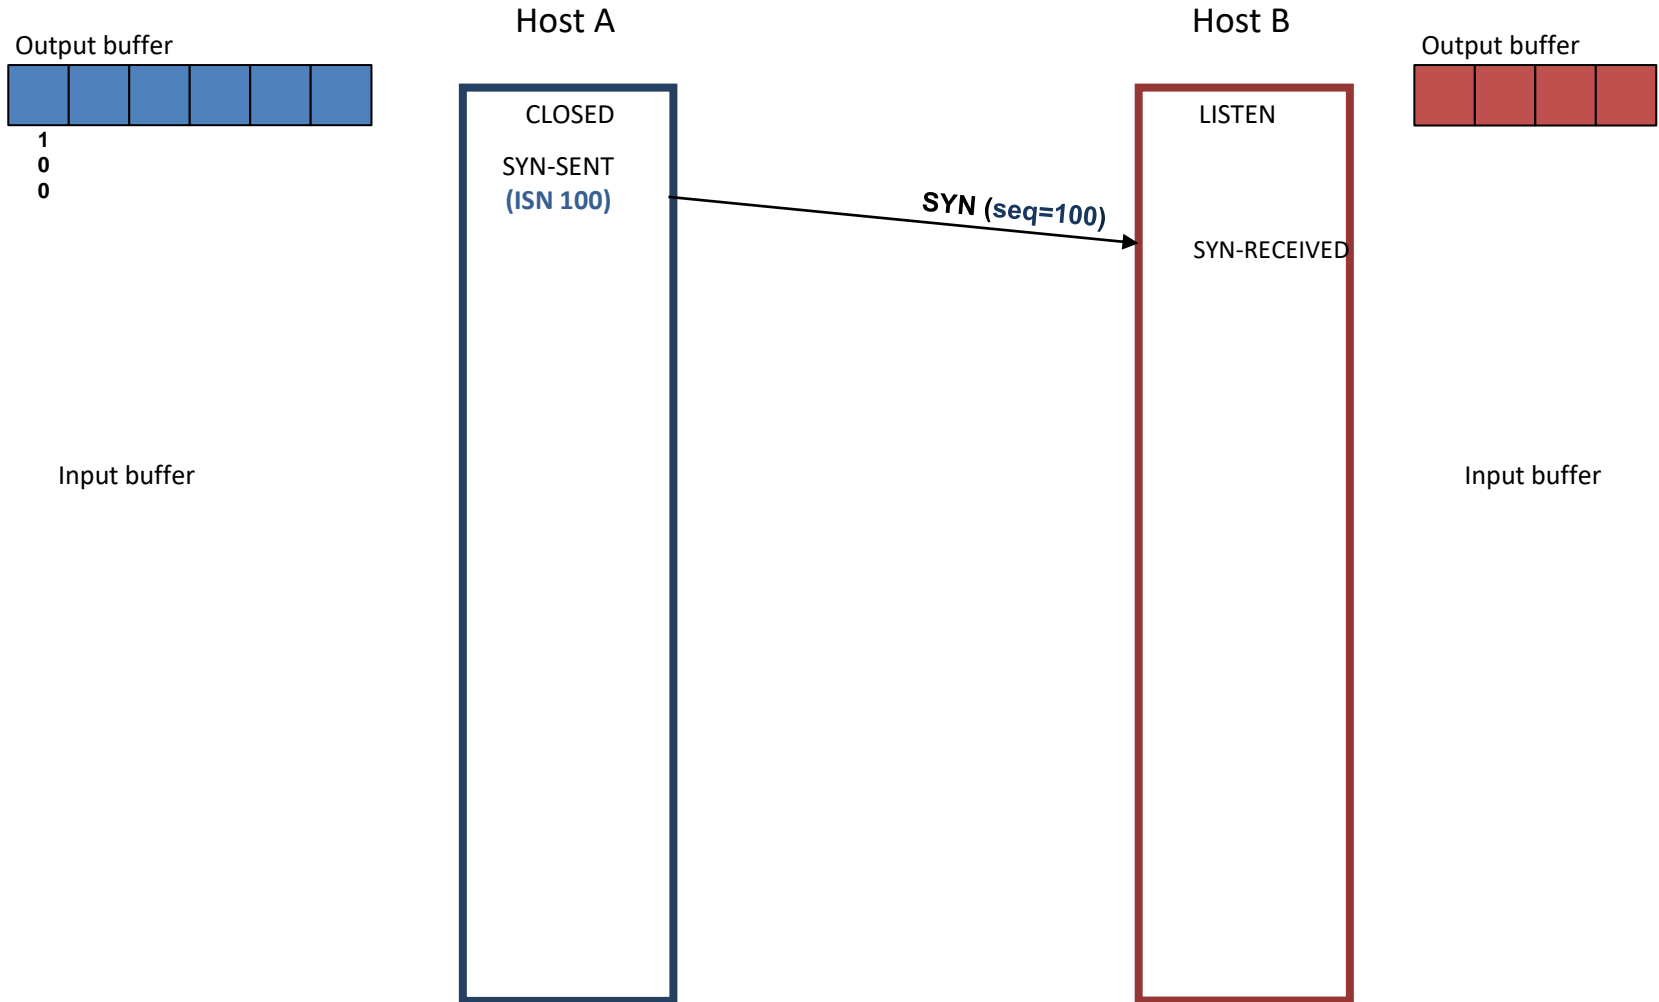 Host A
Host B
Output buffer
Output buffer
CLOSED
LISTEN
1
0
0
SYN-SENT
(ISN 100)
SYN (seq=100)
SYN-RECEIVED
Input buffer
Input buffer